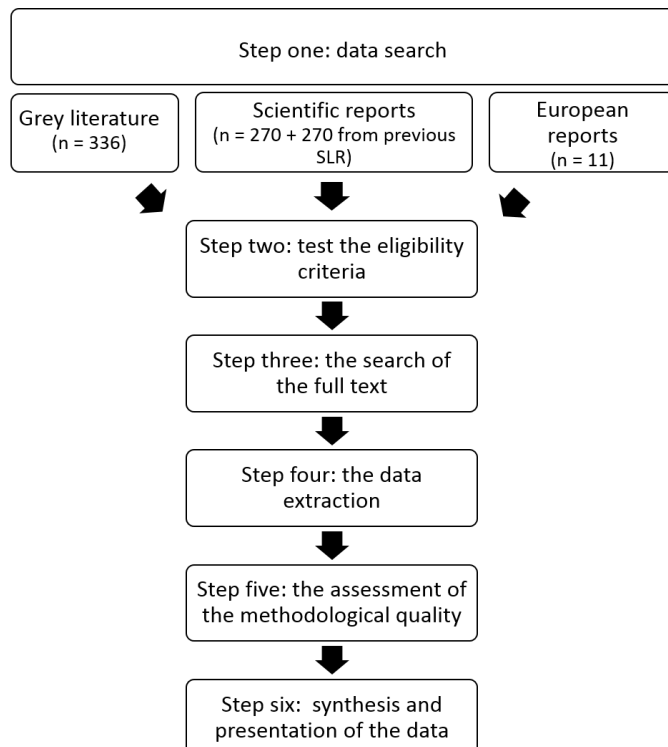 Step one: data search
Grey literature
(n = 336)
Scientific reports
(n = 270 + 270 from previous
SLR)
European
reports
(n = 11)
Step two: test the eligibility
criteria
Step three: the search of
the full text
Step four: the data
extraction
Step five: the assessment of
the methodological quality
Step six:  synthesis and
presentation of the data